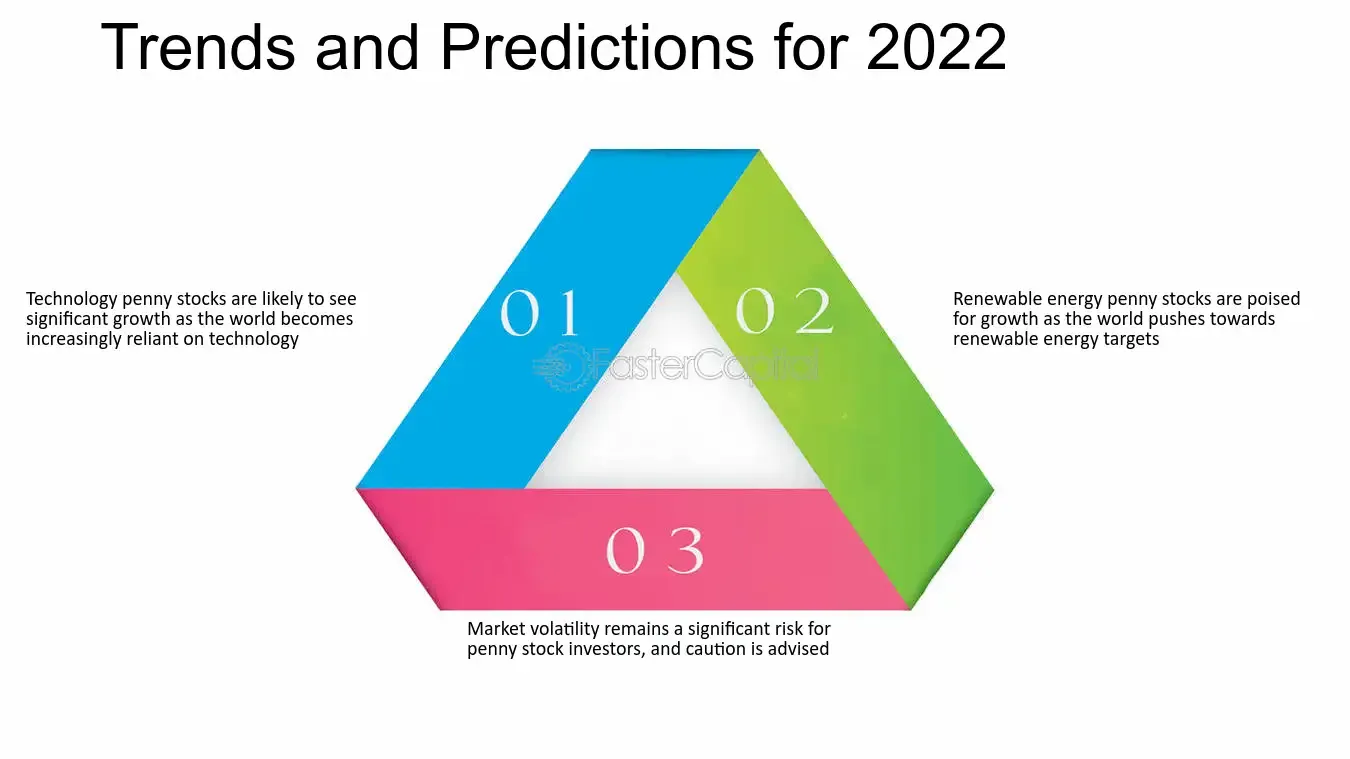 Trends and Predictions for 2022
01
Technology penny stocks are likely to see
significant growth as the world becomes
increasingly reliant on technology
02
Renewable energy penny stocks are poised
for growth as the world pushes towards
renewable energy targets
FasterCapital
03
Market volatility remains a significant risk for
penny stock investors, and caution is advised